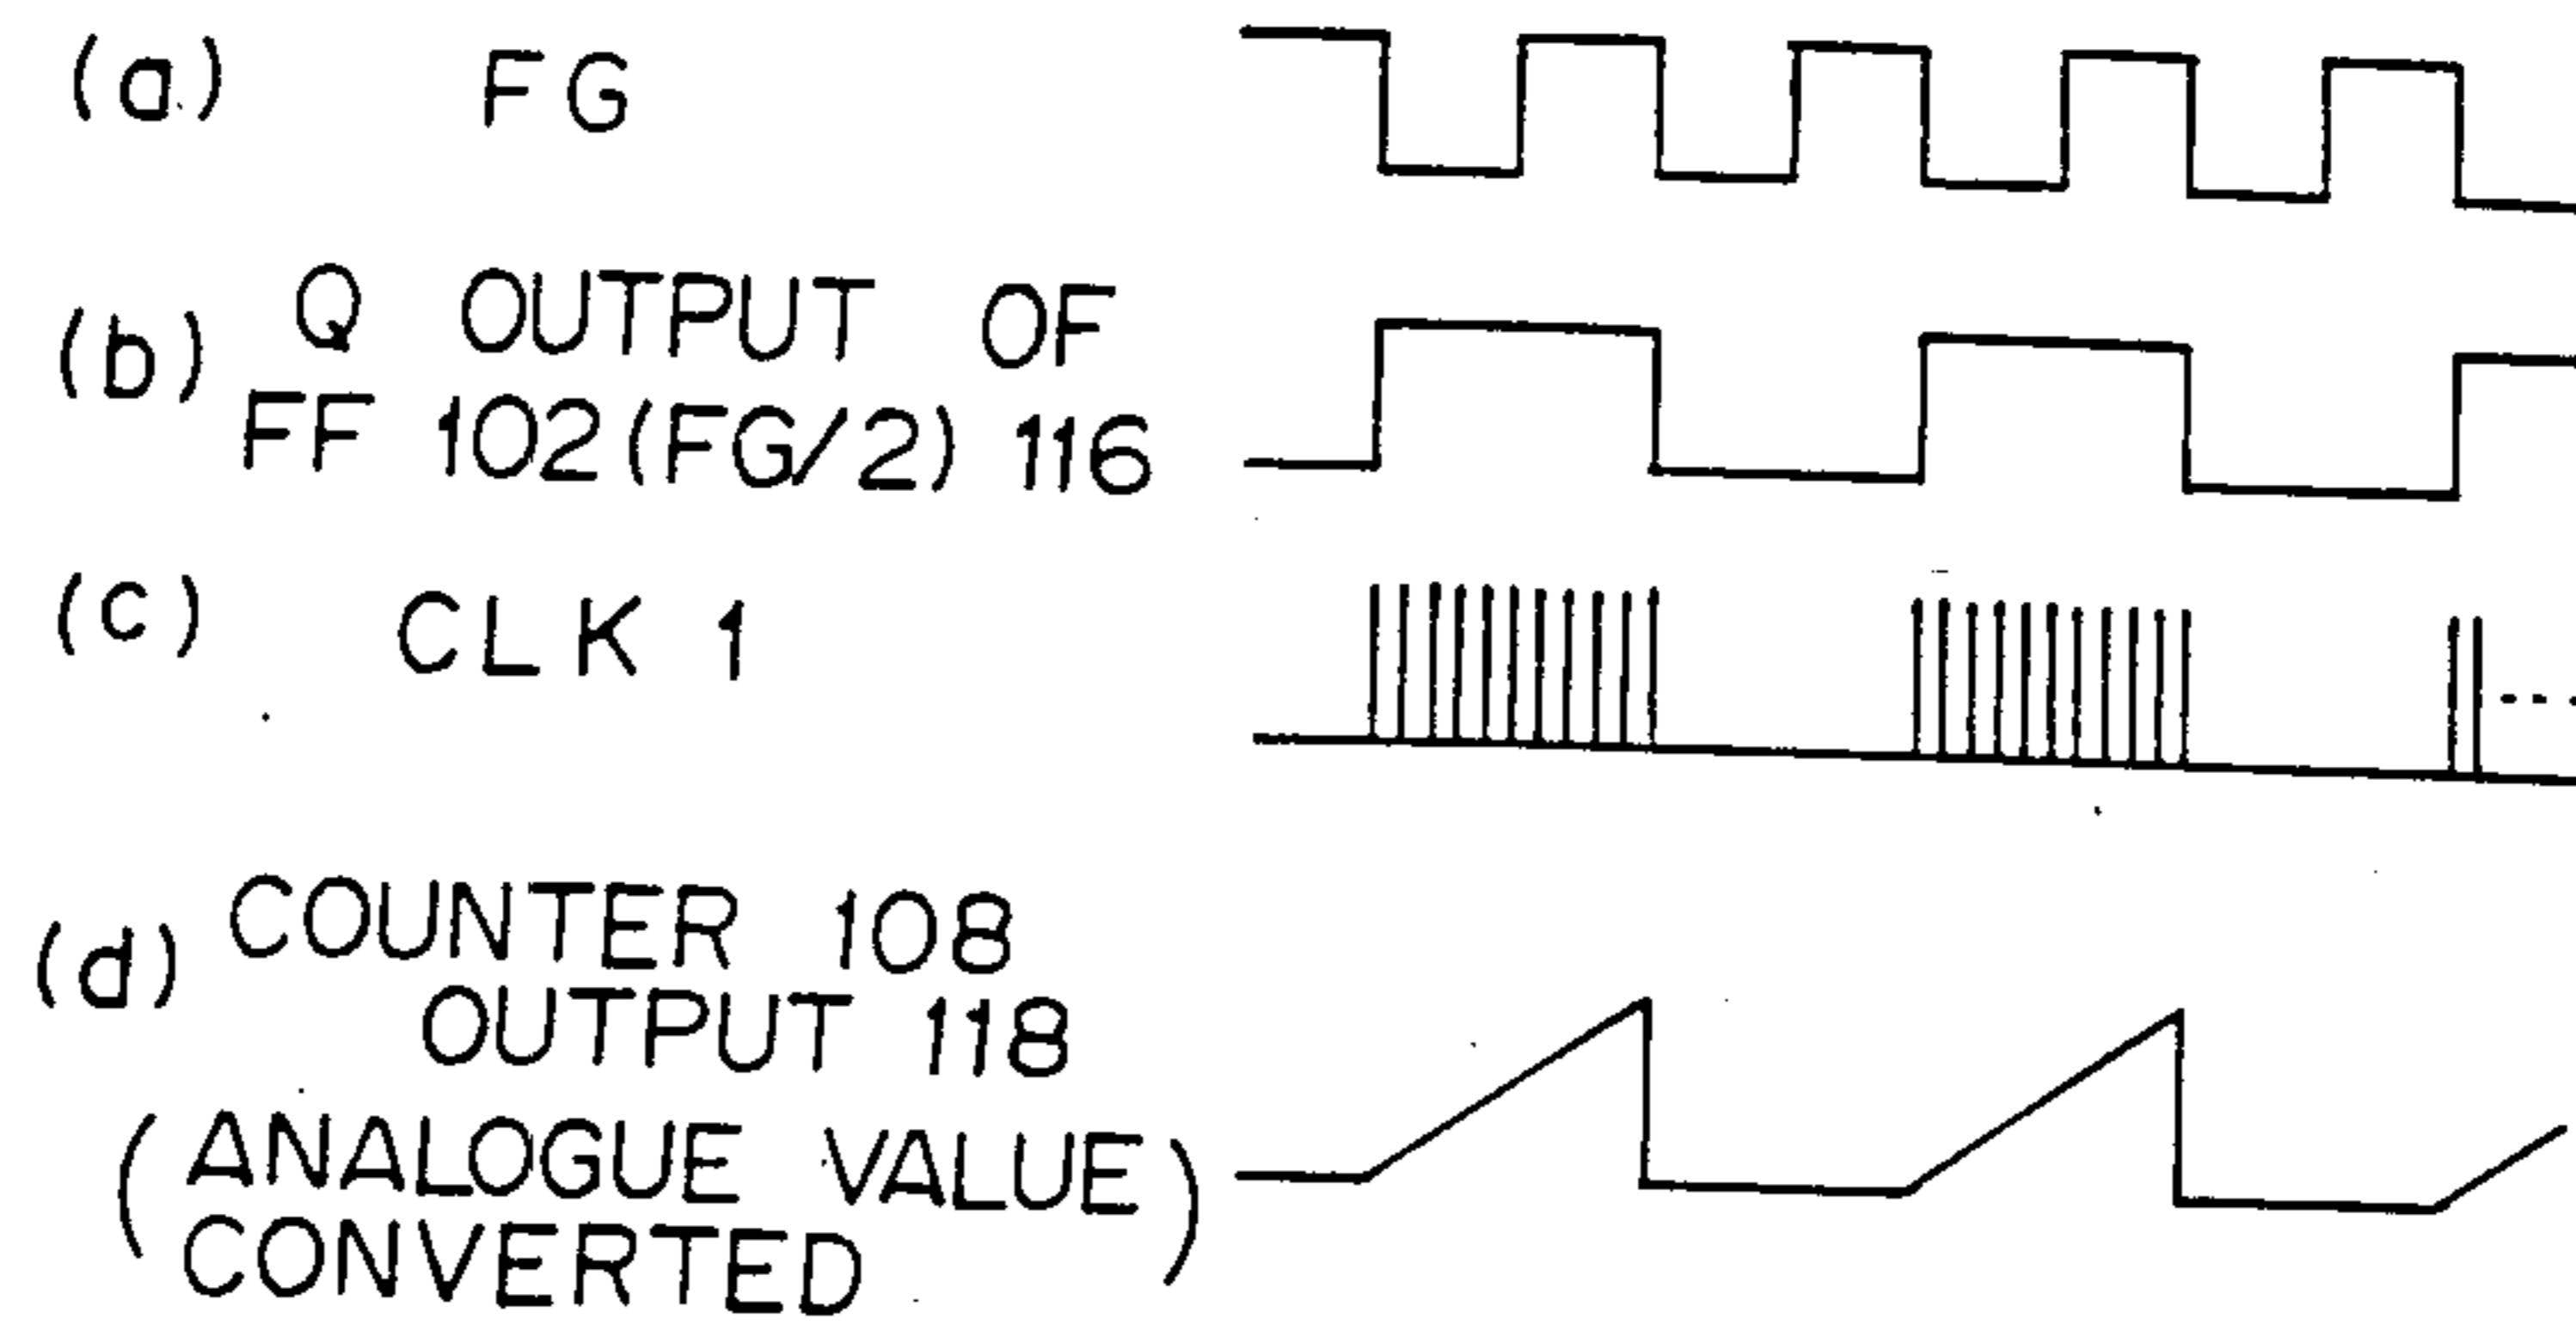 (a) FG
(b) Q OUTPUT OF
FF 102 (FG/2) 116
(c) CLK 1
(d) COUNTER 108
OUTPUT 118
(ANALOGUE VALUE)
CONVERTED